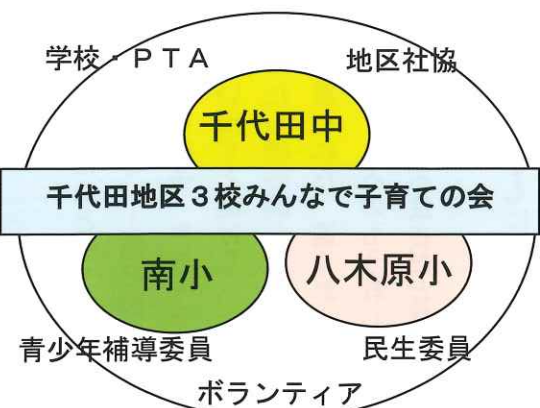 学校・ＰＴＡ
地区社協
千代田中
千代田地区３校みんなで子育ての会
南小
八木原小
青少年補導委員
民生委員
ボランティア